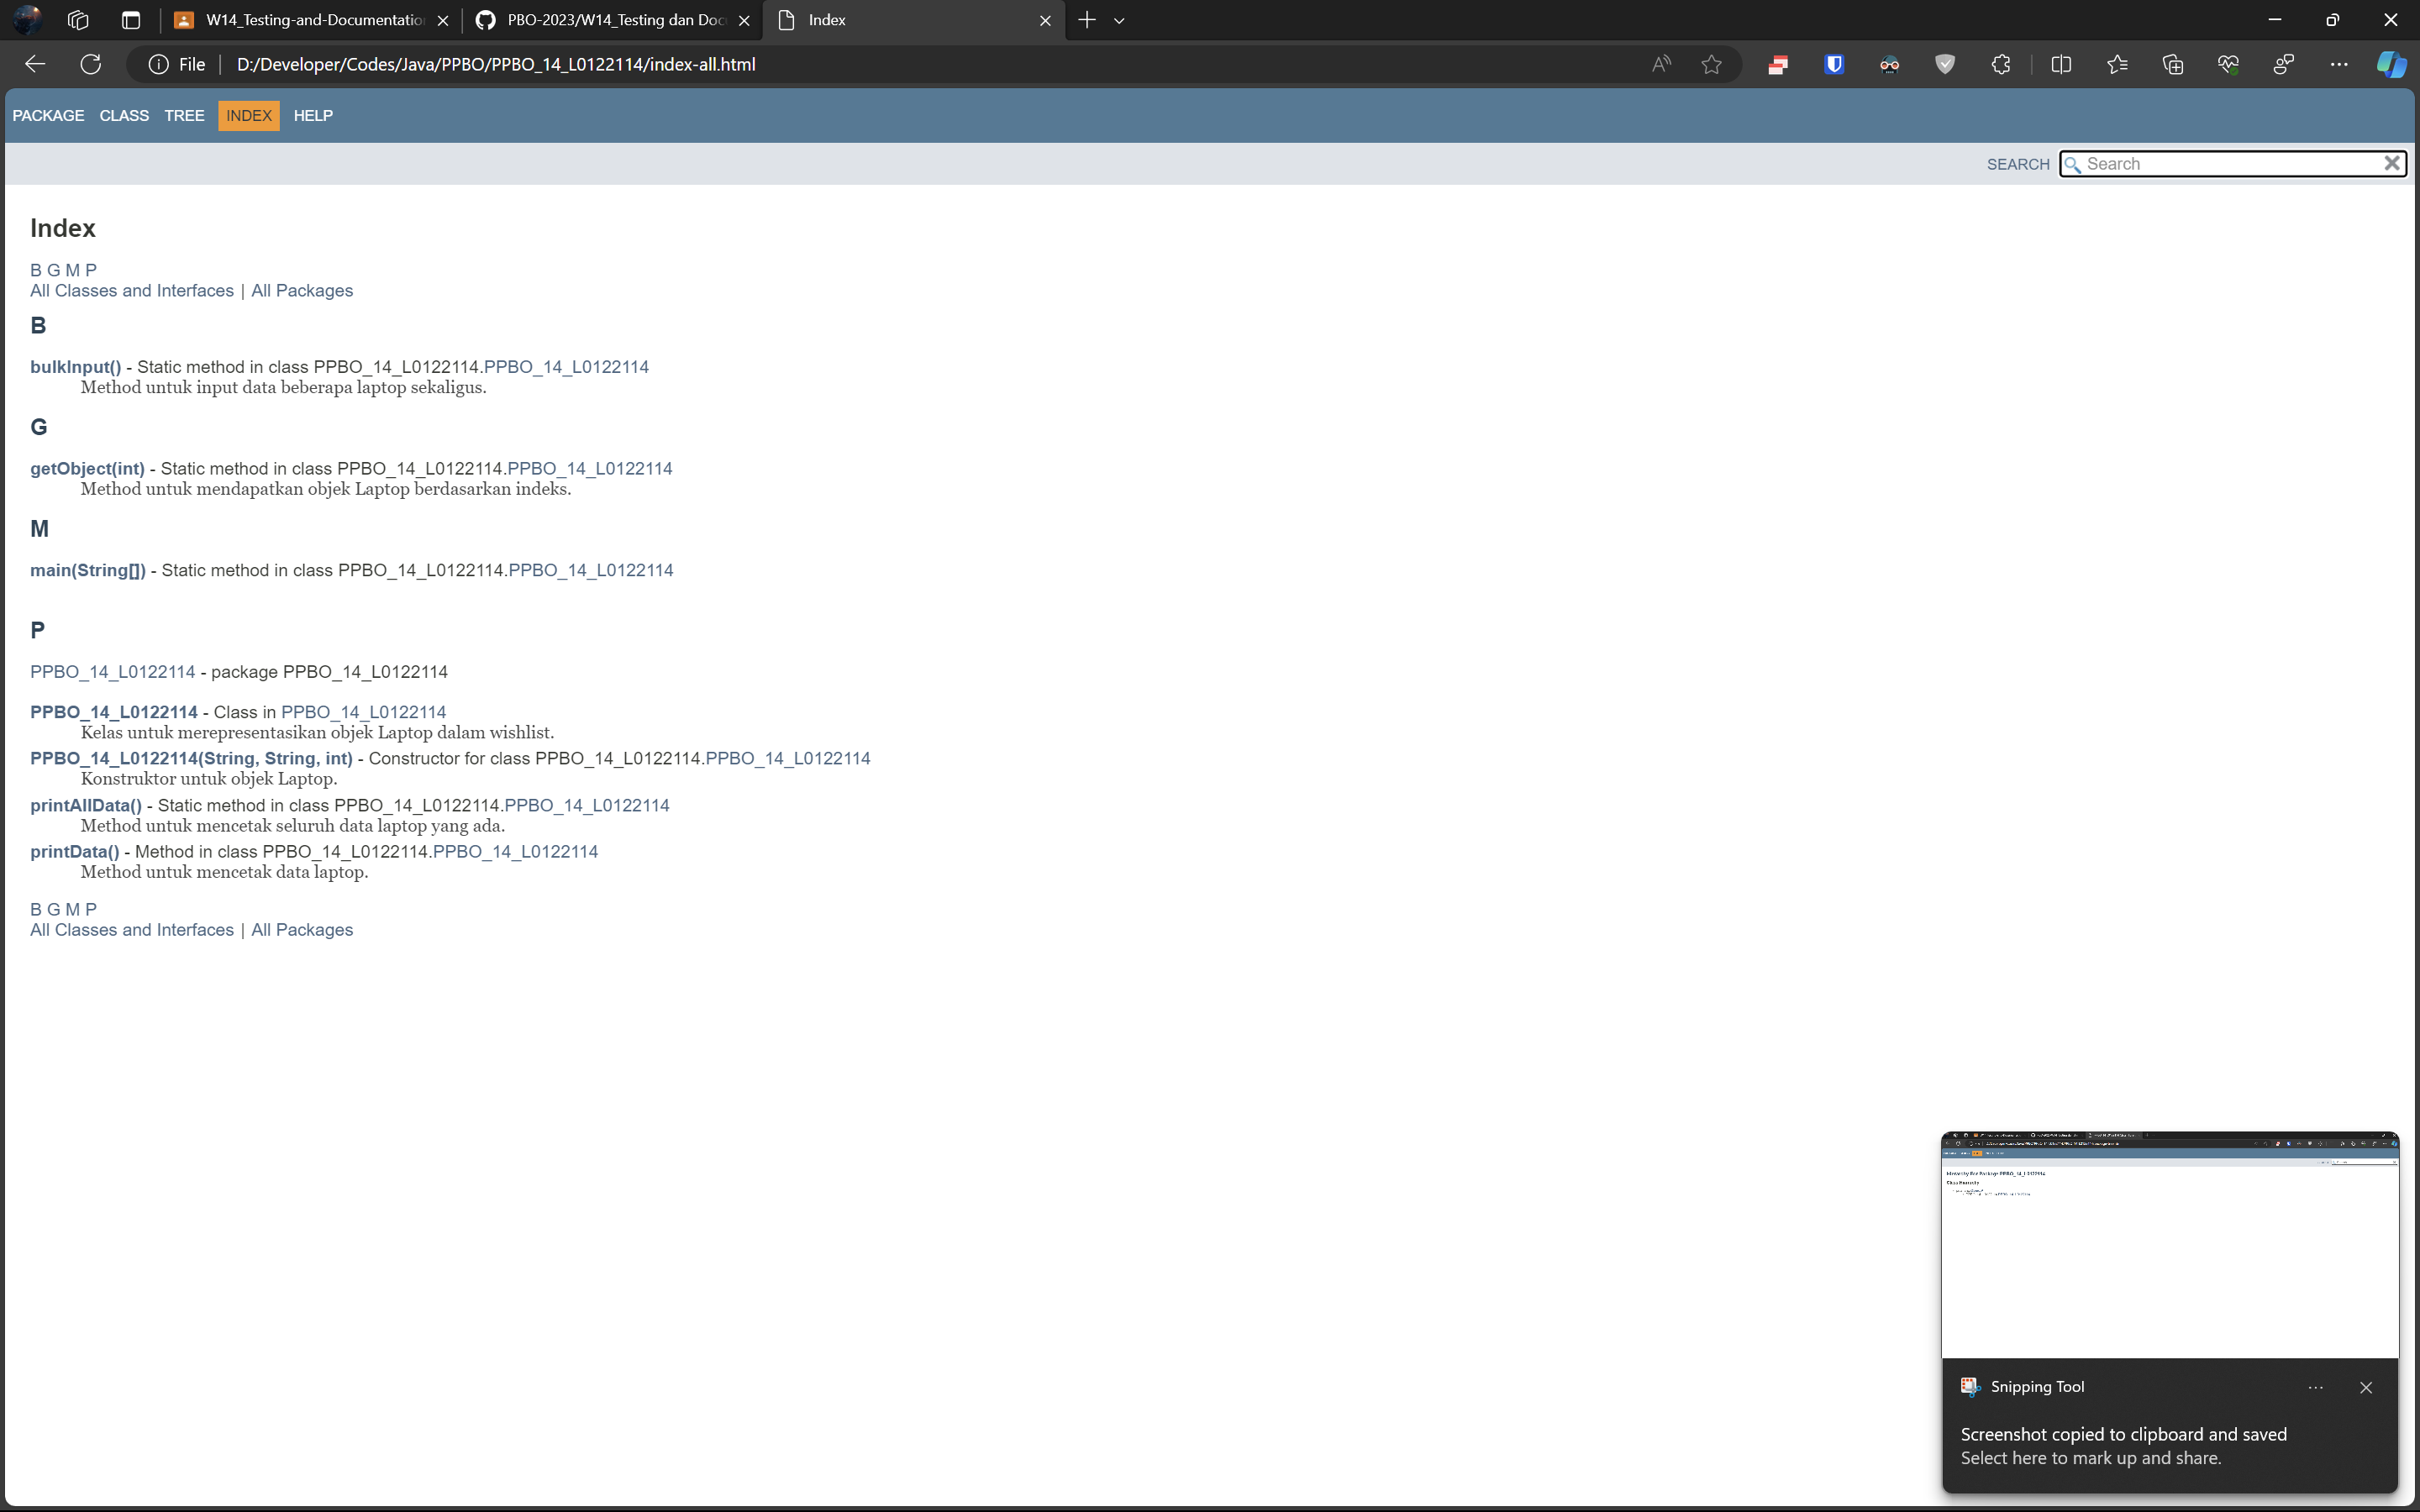 W14_Testing-and-Documentatio
PBO-2023/W14_Testing dan Doc
Index
File
D:/Developer/Codes/Java/PPBO/PPBO_14_L0122114/index-all.html
PACKAGE CLASS TREE INDEX HELP
SEARCH Search
Index
B G M P
All Classes and Interfaces | All Packages
B
bulkInput() - Static method in class PPBO_14_L0122114.PPBO_14_L0122114
Method untuk input data beberapa laptop sekaligus.
G
getObject(int) - Static method in class PPBO_14_L0122114.PPBO_14_L0122114
Method untuk mendapatkan objek Laptop berdasarkan indeks.
M
main(String[]) - Static method in class PPBO_14_L0122114.PPBO_14_L0122114
P
PPBO_14_L0122114 - package PPBO_14_L0122114
PPBO_14_L0122114 - Class in PPBO_14_L0122114
Kelas untuk merepresentasikan objek Laptop dalam wishlist.
PPBO_14_L0122114(String, String, int) - Constructor for class PPBO_14_L0122114.PPBO_14_L0122114
Konstruktor untuk objek Laptop.
printAllData() - Static method in class PPBO_14_L0122114.PPBO_14_L0122114
Method untuk mencetak seluruh data laptop yang ada.
printData() - Method in class PPBO_14_L0122114.PPBO_14_L0122114
Method untuk mencetak data laptop.
B G M P
All Classes and Interfaces | All Packages
Hierarchy For Package PPBO_14_L0122114
Class Hierarchy
Snipping Tool
Screenshot copied to clipboard and saved
Select here to mark up and share.